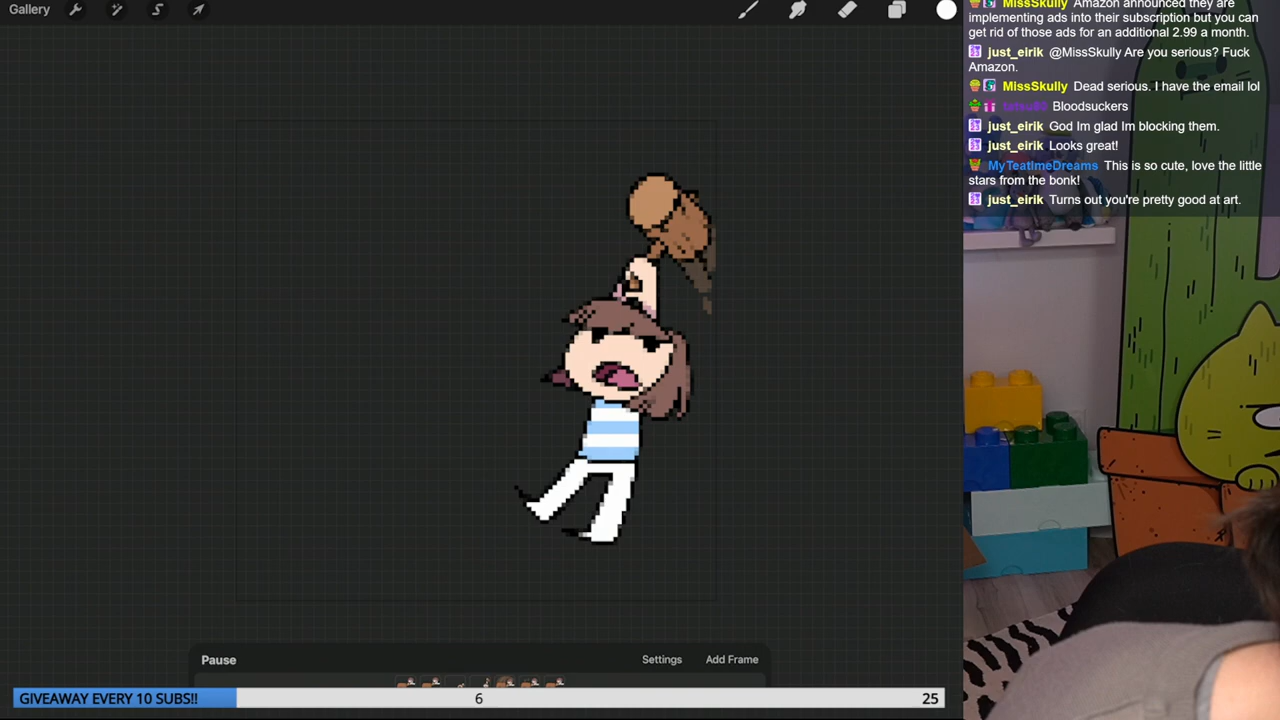 Gallery
MissSkully Amazon announced they are
implementing ads into their subscription but you can
get rid of those ads for an additional 2.99 a month.
just_eirik @MissSkully Are you serious? Fuck
Amazon.
MissSkully Dead serious. I have the email lol
Bloodsuckers
just_eirik God Im glad Im blocking them.
just_eirik Looks great!
MyTeatImeDreams This is so cute, love the little
stars from the bonk!
just_eirik Turns out you're pretty good at art.
Pause
Settings
Add Frame
GIVEAWAY EVERY 10 SUBS!!
6
25